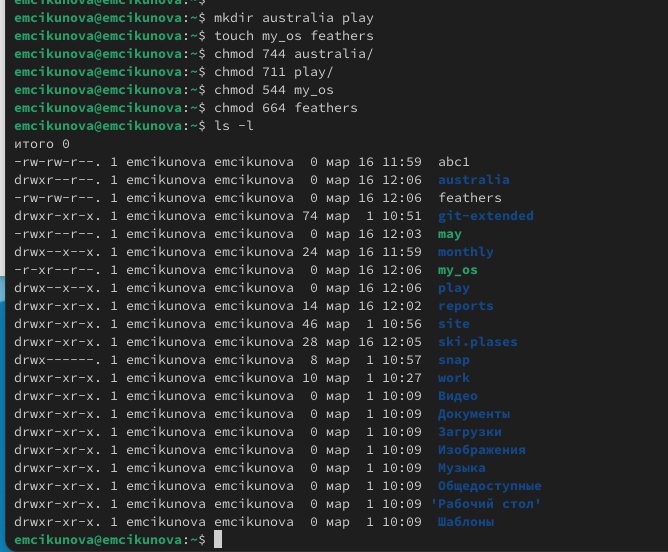 emcikunova@emcikunova:~$
emcikunova@emcikunova:~$ mkdir australia play
emcikunova@emcikunova:~$ touch my_os feathers
emcikunova@emcikunova:~$ chmod 744 australia/
emcikunova@emcikunova:~$ chmod 711 play/
emcikunova@emcikunova:~$ chmod 544 my_os
emcikunova@emcikunova:~$ chmod 664 feathers
emcikunova@emcikunova:~$ ls -l
итого 0
-rw-rw-r--. 1 emcikunova emcikunova  0 мар 16 11:59  abc1
drwxr--r--. 1 emcikunova emcikunova  0 мар 16 12:06  australia
-rw-rw-r--. 1 emcikunova emcikunova  0 мар 16 12:06  feathers
drwxr-xr-x. 1 emcikunova emcikunova 74 мар  1 10:51  git-extended
-rwxr--r--. 1 emcikunova emcikunova  0 мар 16 12:03  may
drwx--x--x. 1 emcikunova emcikunova 24 мар 16 11:59  monthly
-r-xr--r--. 1 emcikunova emcikunova  0 мар 16 12:06  my_os
drwx--x--x. 1 emcikunova emcikunova  0 мар 16 12:06  play
drwxr-xr-x. 1 emcikunova emcikunova 14 мар 16 12:02  reports
drwxr-xr-x. 1 emcikunova emcikunova 46 мар  1 10:56  site
drwxr-xr-x. 1 emcikunova emcikunova 28 мар 16 12:05  ski.plases
drwx------. 1 emcikunova emcikunova  8 мар  1 10:57  snap
drwxr-xr-x. 1 emcikunova emcikunova 10 мар  1 10:27  work
drwxr-xr-x. 1 emcikunova emcikunova  0 мар  1 10:09  Видео
drwxr-xr-x. 1 emcikunova emcikunova  0 мар  1 10:09  Документы
drwxr-xr-x. 1 emcikunova emcikunova  0 мар  1 10:09  Загрузки
drwxr-xr-x. 1 emcikunova emcikunova  0 мар  1 10:09  Изображения
drwxr-xr-x. 1 emcikunova emcikunova  0 мар  1 10:09  Музыка
drwxr-xr-x. 1 emcikunova emcikunova  0 мар  1 10:09  Общедоступные
drwxr-xr-x. 1 emcikunova emcikunova  0 мар  1 10:09 'Рабочий стол'
drwxr-xr-x. 1 emcikunova emcikunova  0 мар  1 10:09  Шаблоны
emcikunova@emcikunova:~$